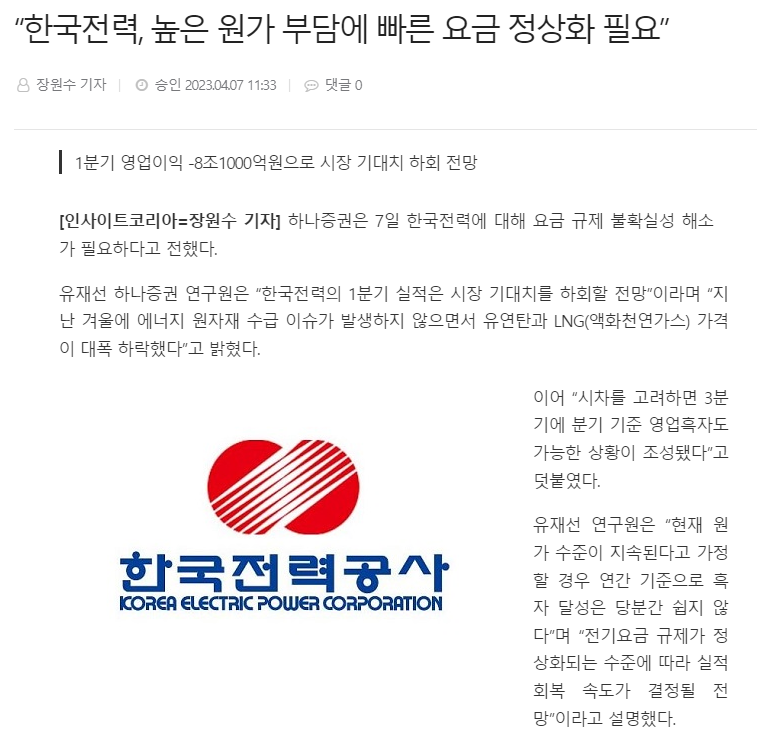 “한국전력, 높은 원가 부담에 빠른 요금 정상화 필요”
장원수 기자 승인 2023.04.07 11:33 댓글 0
1분기 영업이익 -8조1000억원으로 시장 기대치 하회 전망
[인사이트코리아=장원수 기자] 하나증권은 7일 한국전력에 대해 요금 규제 불확실성 해소
가 필요하다고 전했다.
유재선 하나증권 연구원은 “한국전력의 1분기 실적은 시장 기대치를 하회할 전망”이라며 “지
난 겨울에 에너지 원자재 수급 이슈가 발생하지 않으면서 유연탄과 LNG(액화천연가스) 가격
이 대폭 하락했다”고 밝혔다.
한국전력공사
KOREA ELECTRIC POWER CORPORATION
이어 “시차를 고려하면 3분
기에 분기 기준 영업흑자도
가능한 상황이 조성됐다”고
덧붙였다.
유재선 연구원은 “현재 원
가 수준이 지속된다고 가정
할 경우 연간 기준으로 흑
자 달성은 당분간 쉽지 않
다”며 “전기요금 규제가 정
상화되는 수준에 따라 실적
회복 속도가 결정될 전
망”이라고 설명했다.